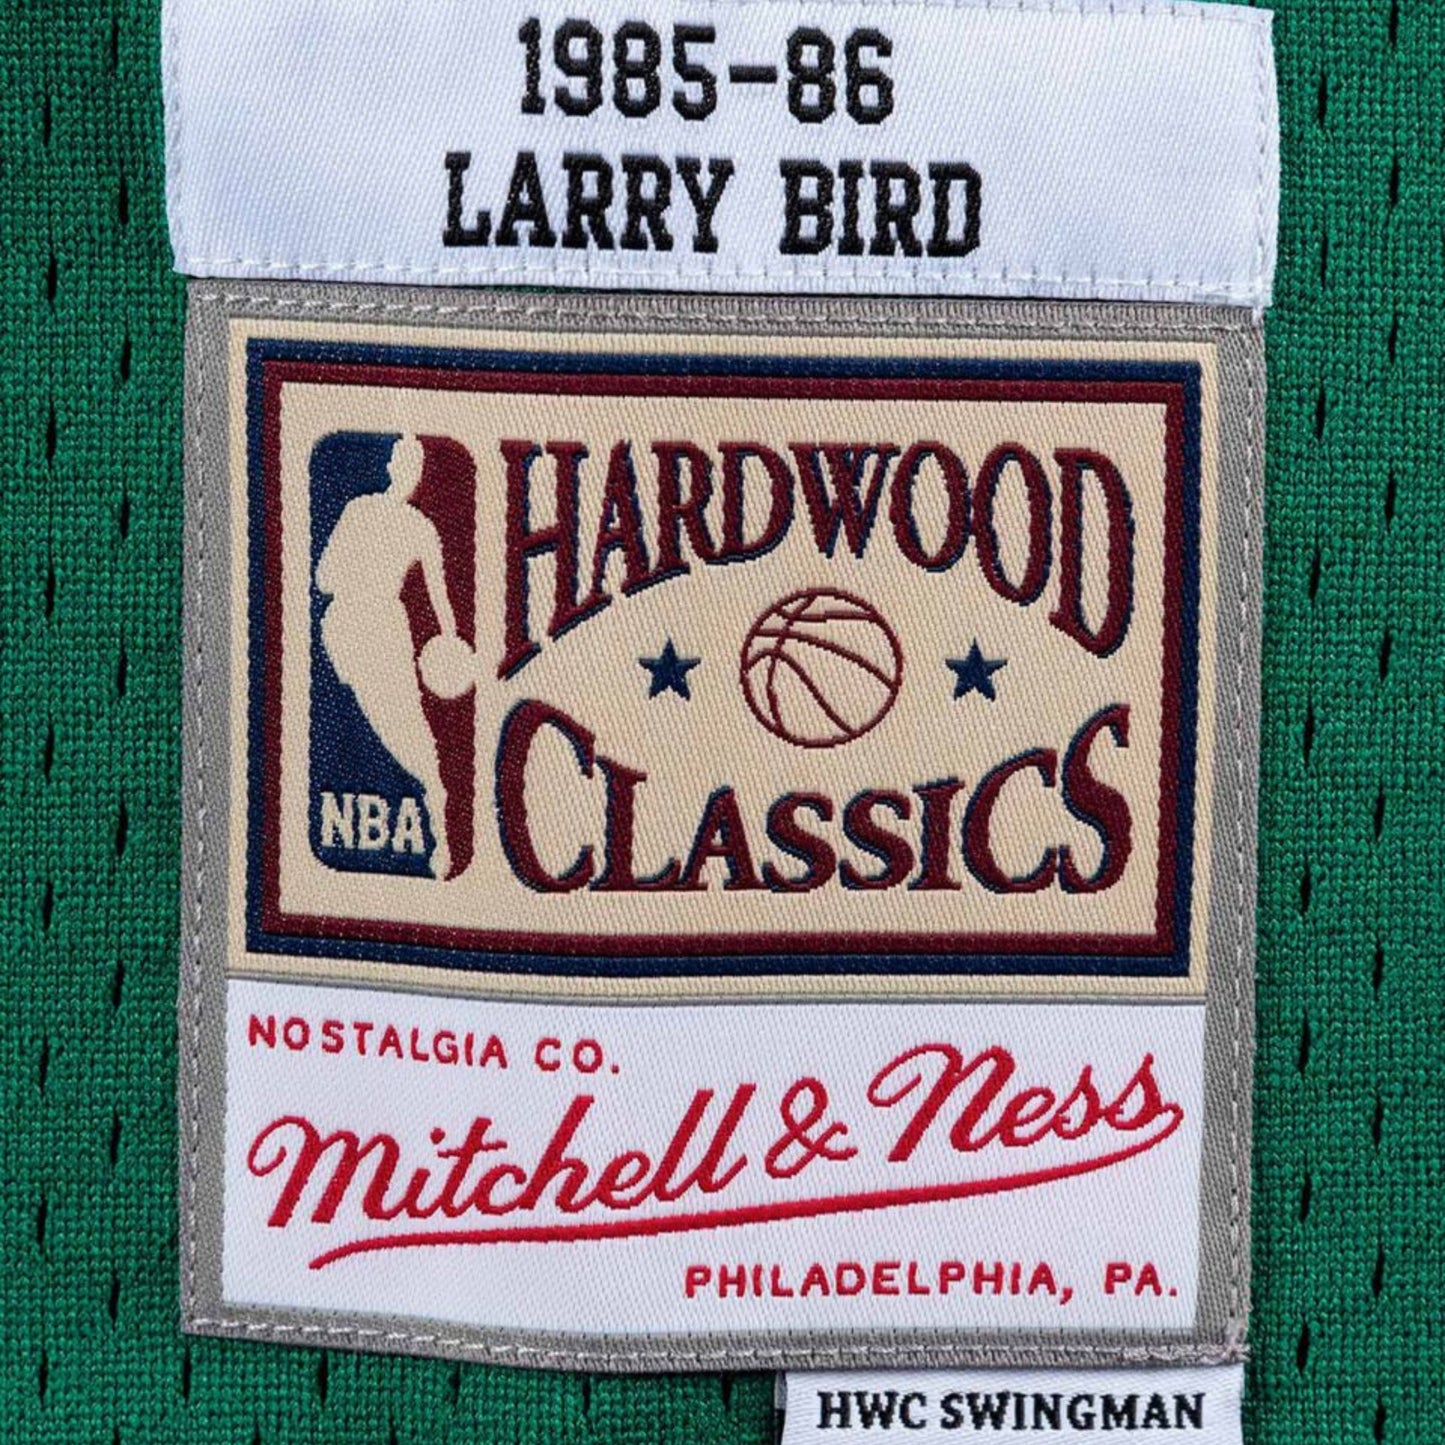 1985-86
LARRY BIRD
HARDWOOD
CLASSICS
NBA
NOSTALGIA CO.
Mitchell & Ness
PHILADELPHIA, PA.
HWC SWINGMAN